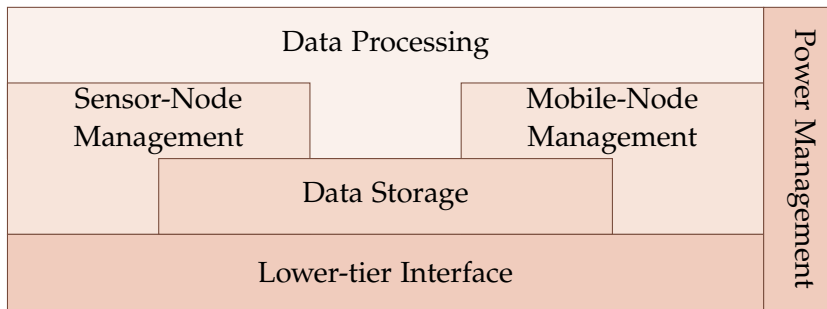 Data Processing
Sensor-Node
Management
Mobile-Node
Management
Data Storage
Lower-tier Interface
Power Management